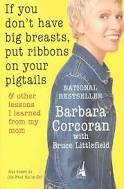 If you don't have big
breasts, put ribbons
on your
pigtails
& other
lessons I
learned from
my mom
NATIONAL
BESTSELLER
Barbara
Corcoran
with
Bruce Littlefield